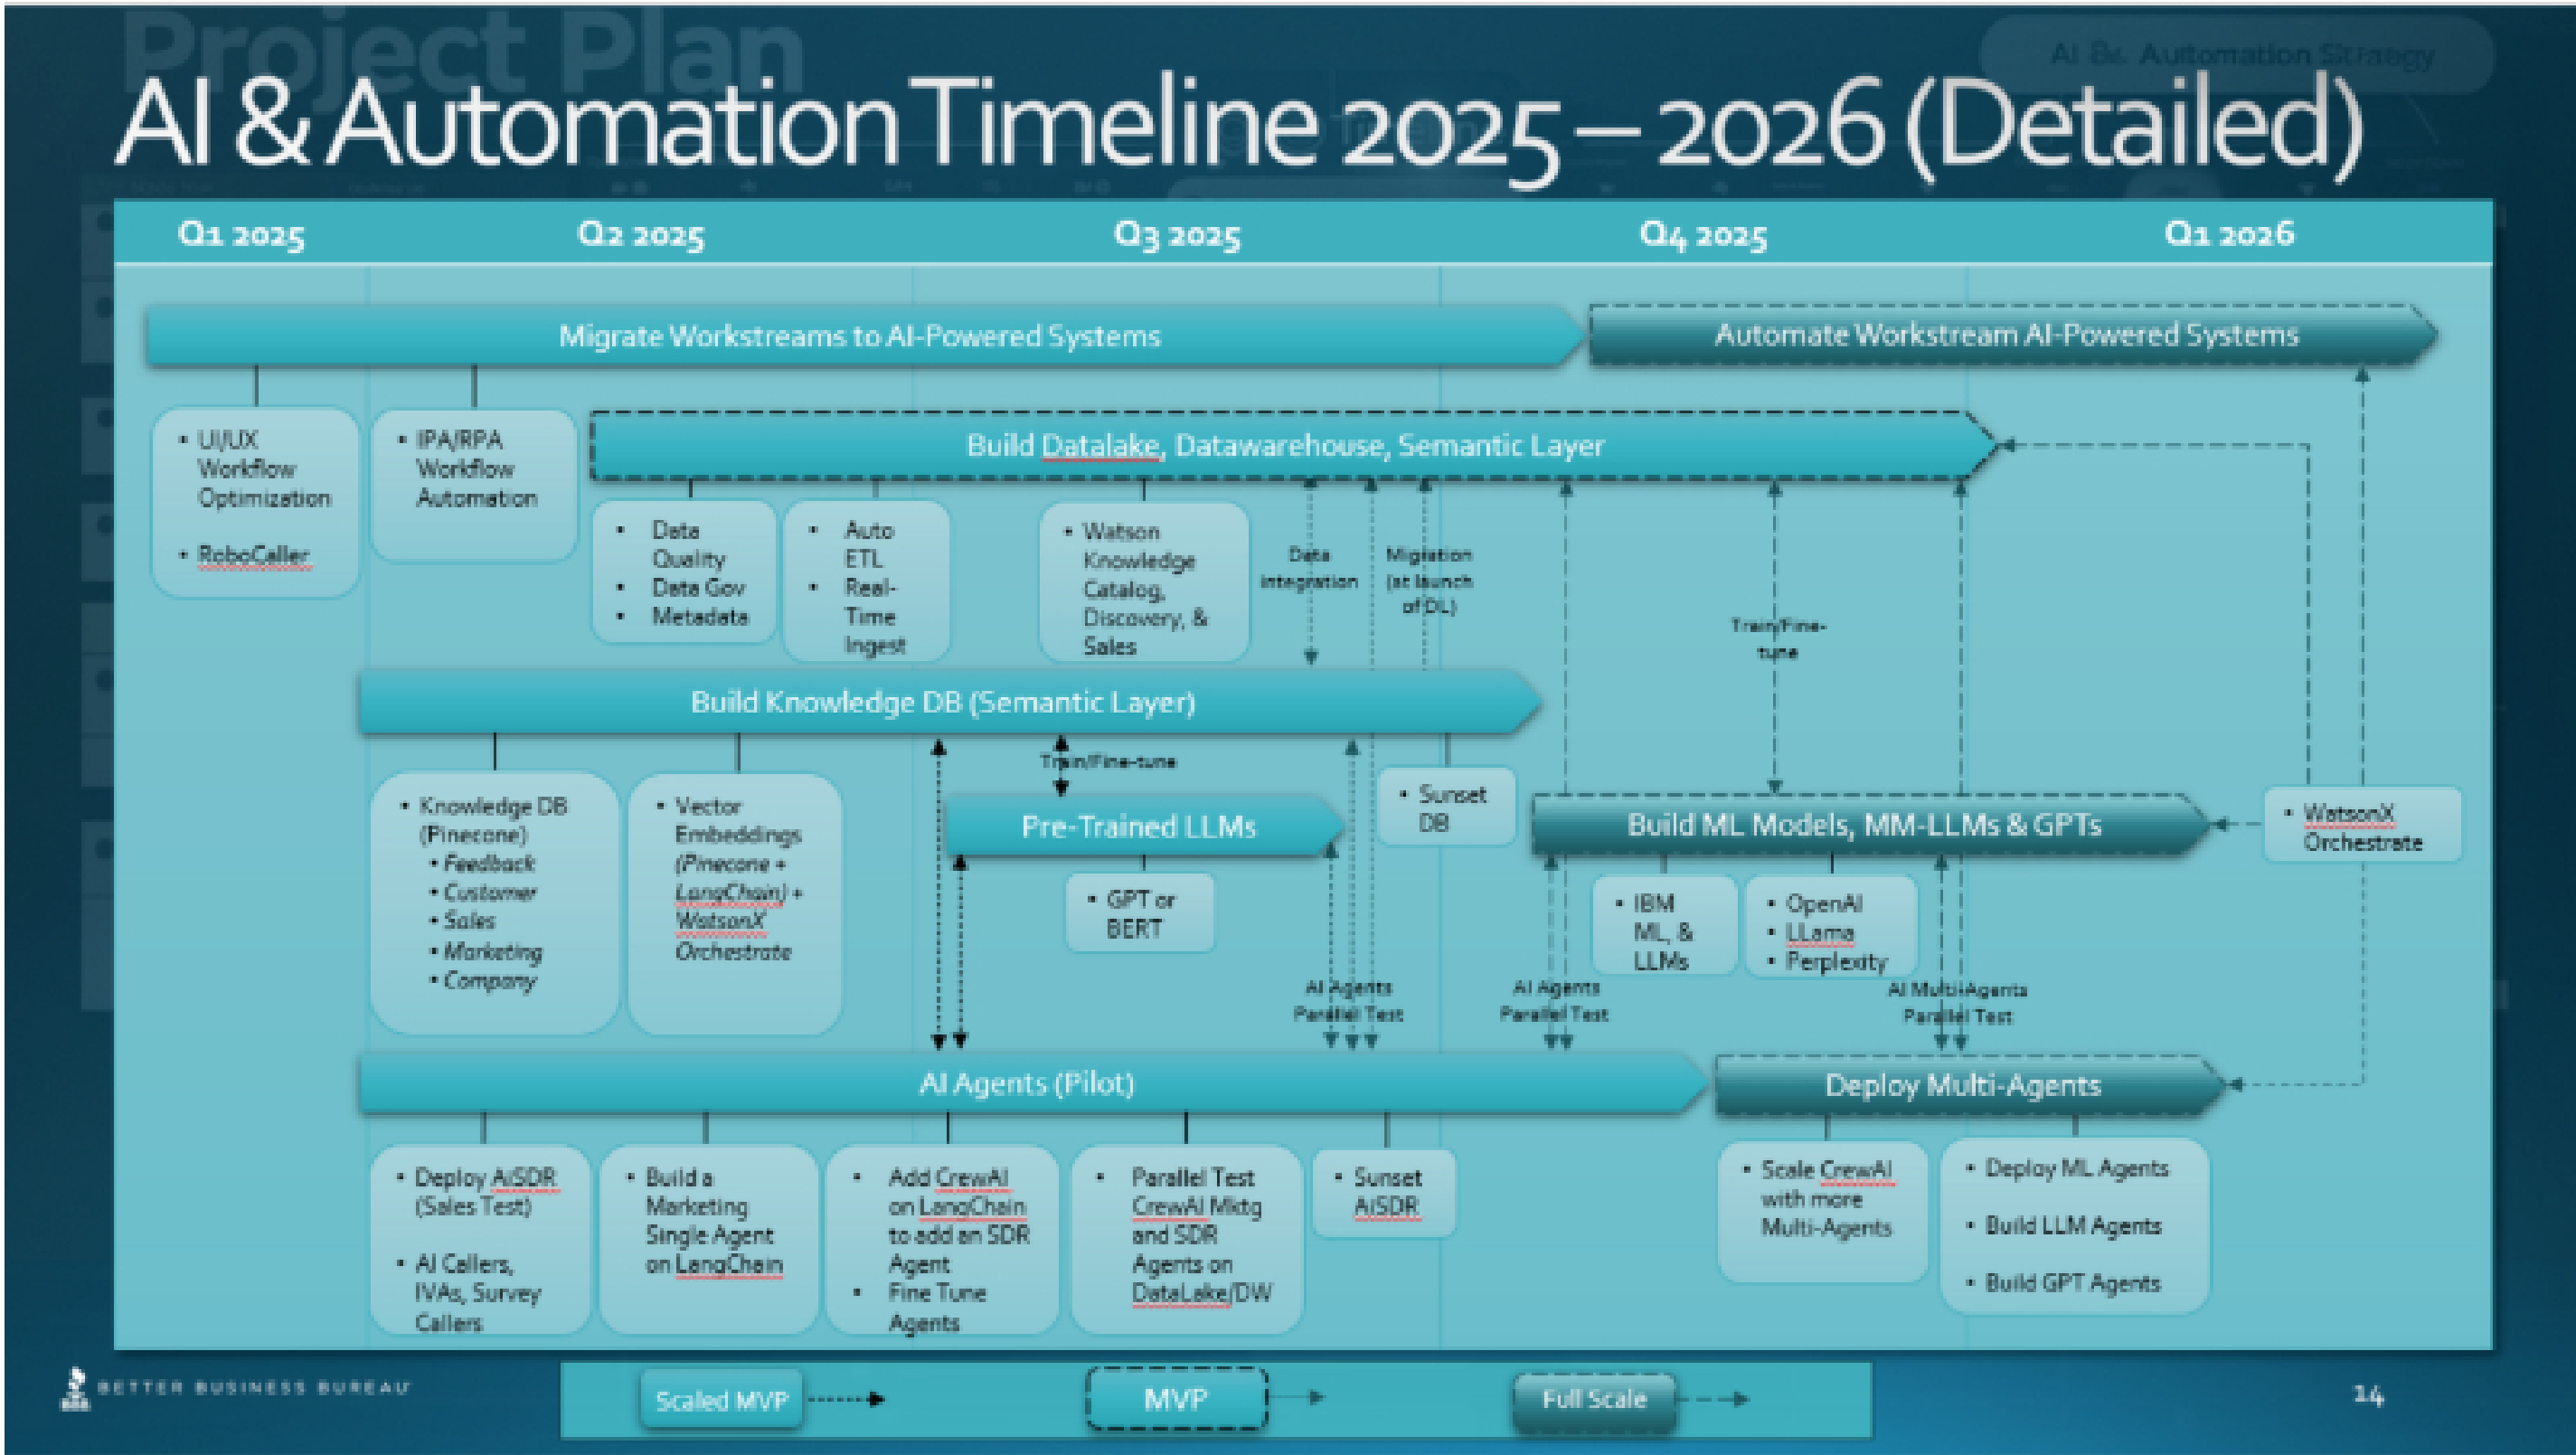 Project Plan
AI & Automation Strategy
AI & Automation Timeline 2025 – 2026 (Detailed)
Q1 2025
Q2 2025
Q3 2025
Q4 2025
Q1 2026
Migrate Workstreams to AI-Powered Systems
Automate Workstream AI-Powered Systems
• UI/UX
Workflow
Optimization
• RoboCaller
• IPA/RPA
Workflow
Automation
Build Datalake, Datawarehouse, Semantic Layer
• Data
Quality
• Data Gov
• Metadata
• Auto
ETL
• Real-
Time
Ingest
• Watson
Knowledge
Catalog,
Discovery, &
Sales
Data
integration
Migration
(at launch
of DL)
Train/Fine-
tune
Build Knowledge DB (Semantic Layer)
• Knowledge DB
(Pinecone)
• Feedback
• Customer
• Sales
• Marketing
• Company
• Vector
Embeddings
(Pinecone +
LangChain) +
WatsonX
Orchestrate
Train/Fine-tune
Pre-Trained LLMs
• GPT or
BERT
• Sunset
DB
Build ML Models, MM-LLMs & GPTs
• WatsonX
Orchestrate
• IBM
ML, &
LLMs
• OpenAI
• LLama
• Perplexity
AI Agents
Parallel Test
AI Agents
Parallel Test
AI Multi-Agents
Parallel Test
AI Agents (Pilot)
Deploy Multi-Agents
• Deploy AiSDR
(Sales Test)
• AI Callers,
IVAs, Survey
Callers
• Build a
Marketing
Single Agent
on LangChain
• Add CrewAI
on LangChain
to add an SDR
Agent
• Fine Tune
Agents
• Parallel Test
CrewAI Mktg
and SDR
Agents on
DataLake/DW
• Sunset
AiSDR
• Scale CrewAI
with more
Multi-Agents
• Deploy ML Agents
• Build LLM Agents
• Build GPT Agents
BETTER BUSINESS BUREAU
Scaled MVP
MVP
Full Scale
14